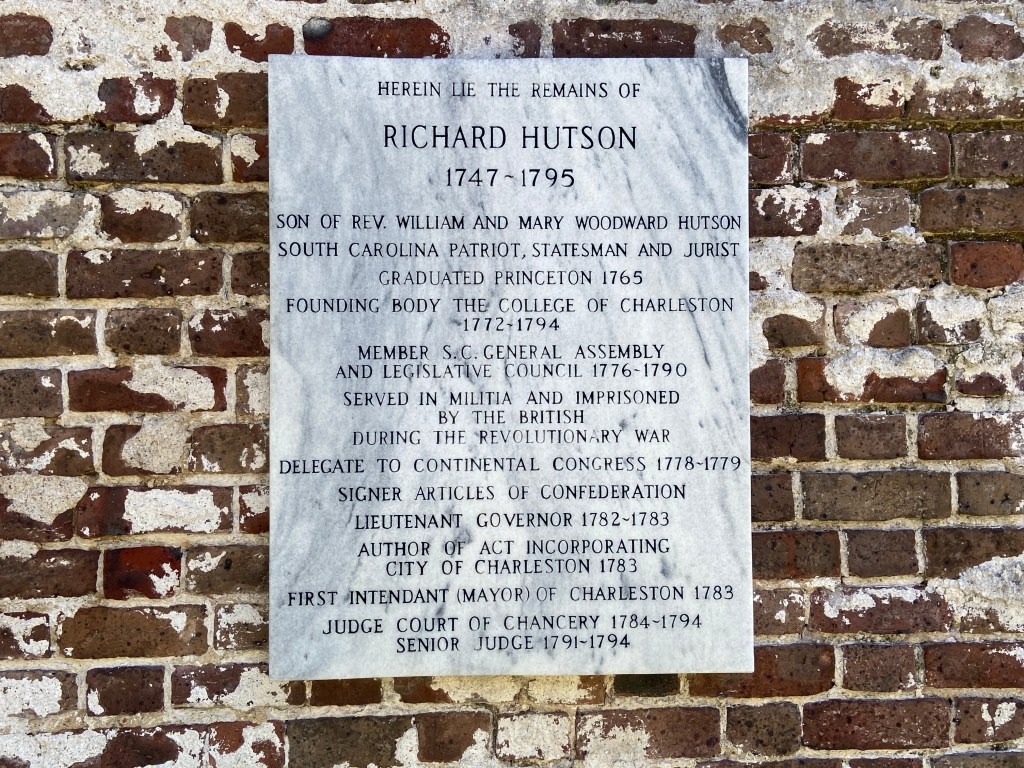 HEREIN LIE THE REMAINS OF
RICHARD HUTSON
1747~1795
SON OF REV. WILLIAM AND MARY WOODWARD HUTSON
SOUTH CAROLINA PATRIOT, STATESMAN AND JURIST
GRADUATED PRINCETON 1765
FOUNDING BODY THE COLLEGE OF CHARLESTON
1772~1794
MEMBER S.C. GENERAL ASSEMBLY
AND LEGISLATIVE COUNCIL 1776~1790
SERVED IN MILITIA AND IMPRISONED
BY THE BRITISH
DURING THE REVOLUTIONARY WAR
DELEGATE TO CONTINENTAL CONGRESS 1778~1779
SIGNER ARTICLES OF CONFEDERATION
LIEUTENANT GOVERNOR 1782~1783
AUTHOR OF ACT INCORPORATING
CITY OF CHARLESTON 1783
FIRST INTENDANT (MAYOR) OF CHARLESTON 1783
JUDGE COURT OF CHANCERY 1784~1794
SENIOR JUDGE 1791~1794